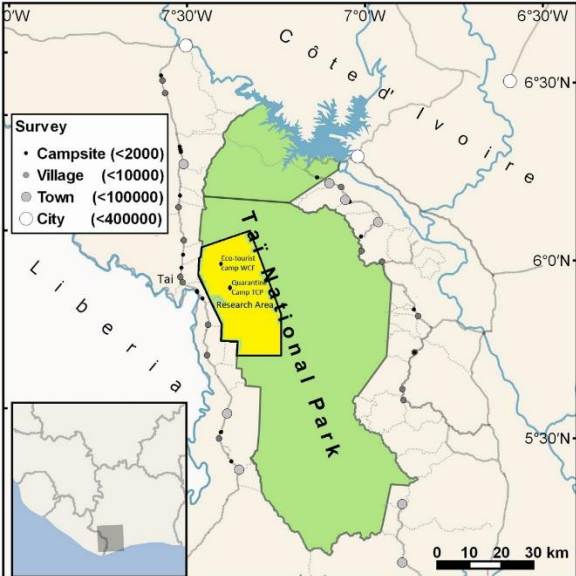 0'W
7°30'W
7°0'W
6°30'W
Côte d'Ivoire
6°30'N
Survey
Campsite (<2000)
Village (<10000)
Town (<100000)
City (<400000)
Taï National Park
6°0'N
Eco-tourist
camp WCF
Tai
Quarantine
Camp TCP
Research Area
Liberia
5°30'N
0 10 20 30 km